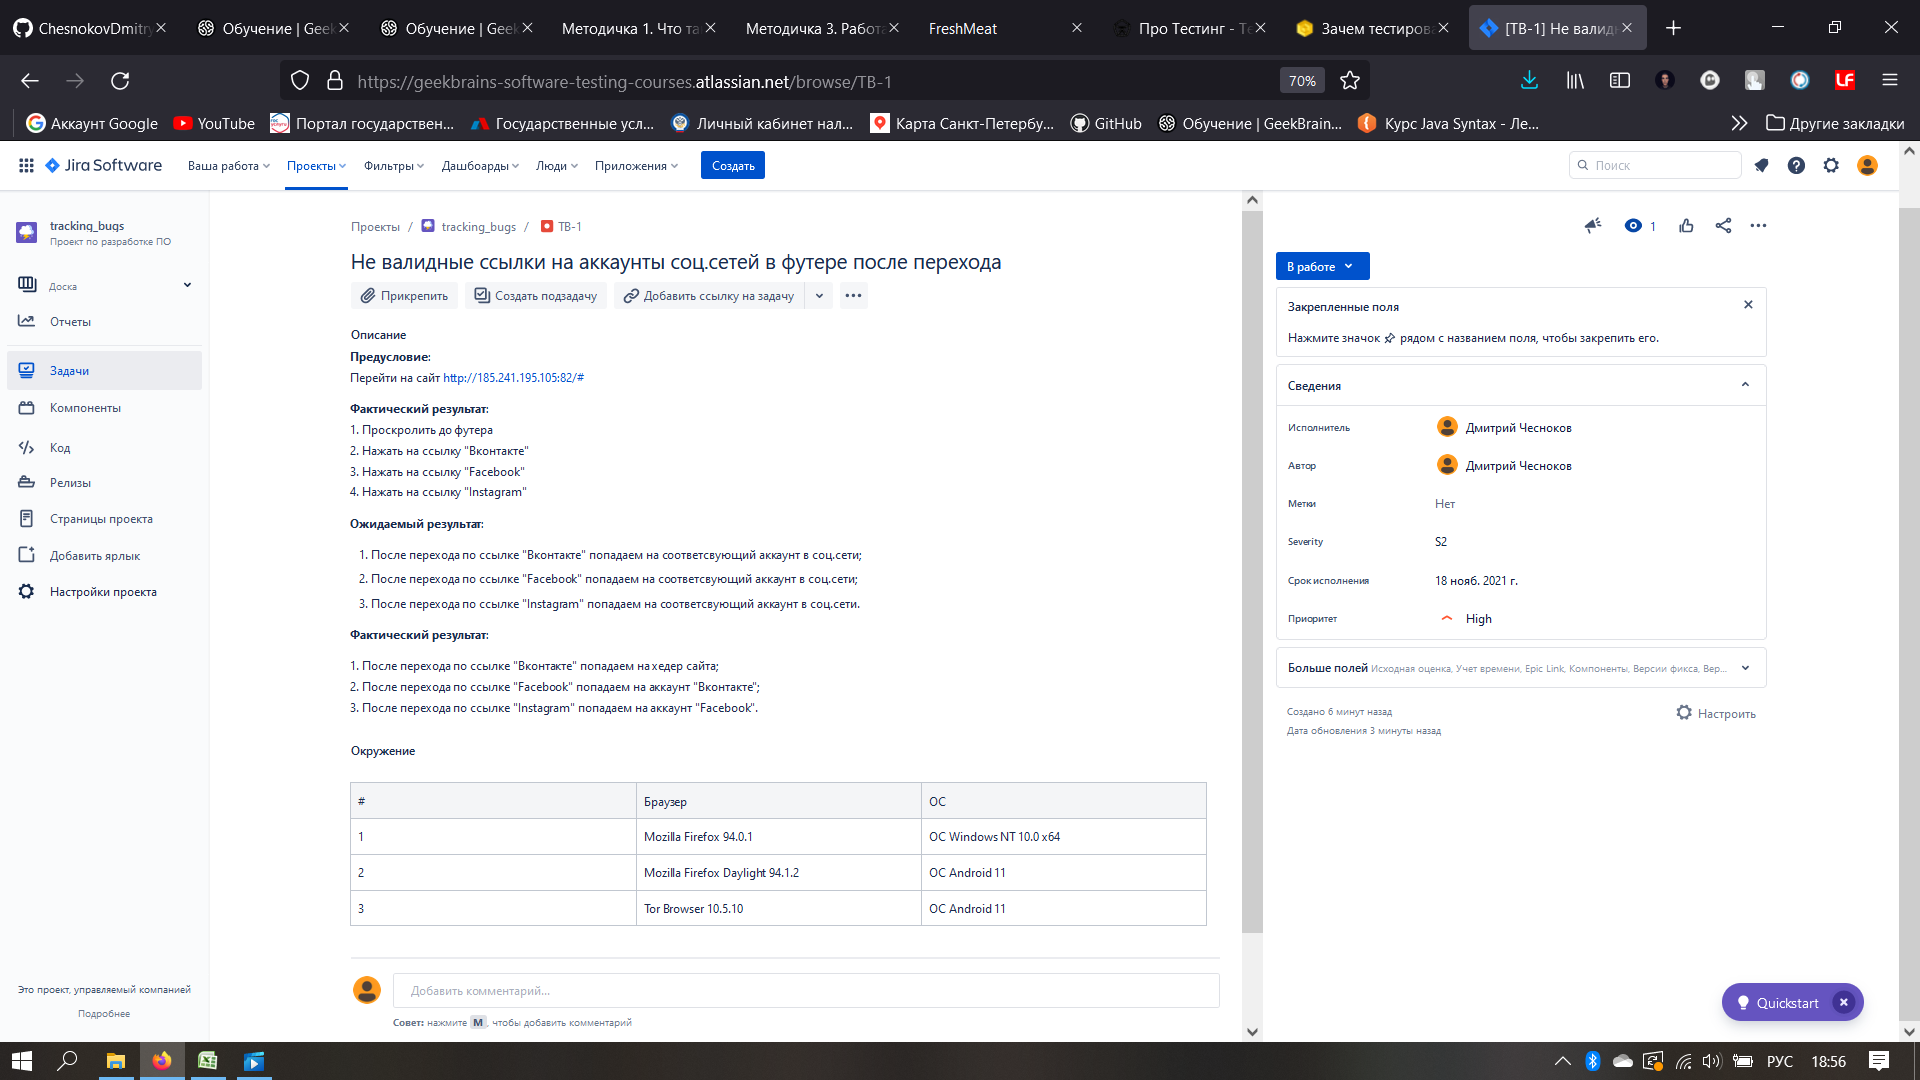 ChesnokovDmitry
Обучение | Geek
Обучение | Geek
Методичка 1. Что та
Методичка 3. Работа
FreshMeat
Про Тестинг - Те
Зачем тестирова
[TB-1] Не валидн
https://geekbrains-software-testing-courses.atlassian.net/browse/TB-1
70%
Аккаунт Google
YouTube
Портал государствен...
Государственные усл...
Личный кабинет нал...
Карта Санкт-Петербу...
GitHub
Обучение | GeekBrain...
Курс Java Syntax - Ле...
Другие закладки
Jira Software
Ваша работа
Проекты
Фильтры
Дашборды
Люди
Приложения
Создать
Поиск
tracking_bugs
Проект по разработке ПО
Доска
Отчеты
Задачи
Компоненты
Код
Релизы
Страницы проекта
Добавить ярлык
Настройки проекта
Это проект, управляемый компанией
Подробнее
Проекты / tracking_bugs / TB-1
Не валидные ссылки на аккаунты соц.сетей в футере после перехода
Прикрепить
Создать подзадачу
Добавить ссылку на задачу
Описание
Предусловие:
Перейти на сайт http://185.241.195.105:82/#
Фактический результат:
1. Проскролить до футера
2. Нажать на ссылку "Вконтакте"
3. Нажать на ссылку "Facebook"
4. Нажать на ссылку "Instagram"
Ожидаемый результат:
1. После перехода по ссылке "Вконтакте" попадаем на соответсвующий аккаунт в соц.сети;
2. После перехода по ссылке "Facebook" попадаем на соответсвующий аккаунт в соц.сети;
3. После перехода по ссылке "Instagram" попадаем на соответсвующий аккаунт в соц.сети.
Фактический результат:
1. После перехода по ссылке "Вконтакте" попадаем на хедер сайта;
2. После перехода по ссылке "Facebook" попадаем на аккаунт "Вконтакте";
3. После перехода по ссылке "Instagram" попадаем на аккаунт "Facebook".
Окружение
# Браузер ОС
1 Mozilla Firefox 94.0.1 ОС Windows NT 10.0 x64
2 Mozilla Firefox Daylight 94.1.2 ОС Android 11
3 Tor Browser 10.5.10 ОС Android 11
Добавить комментарий...
Совет: нажмите M, чтобы добавить комментарий
1
В работе
Закрепленные поля
Нажмите значок рядом с названием поля, чтобы закрепить его.
Сведения
Исполнитель Дмитрий Чесноков
Автор Дмитрий Чесноков
Метки Нет
Severity S2
Срок исполнения 18 нояб. 2021 г.
Приоритет High
Больше полей Исходная оценка, Учет времени, Epic Link, Компоненты, Версии фикса, Вер...
Создано 6 минут назад
Дата обновления 3 минуты назад
Настроить
Quickstart
РУС
18:56